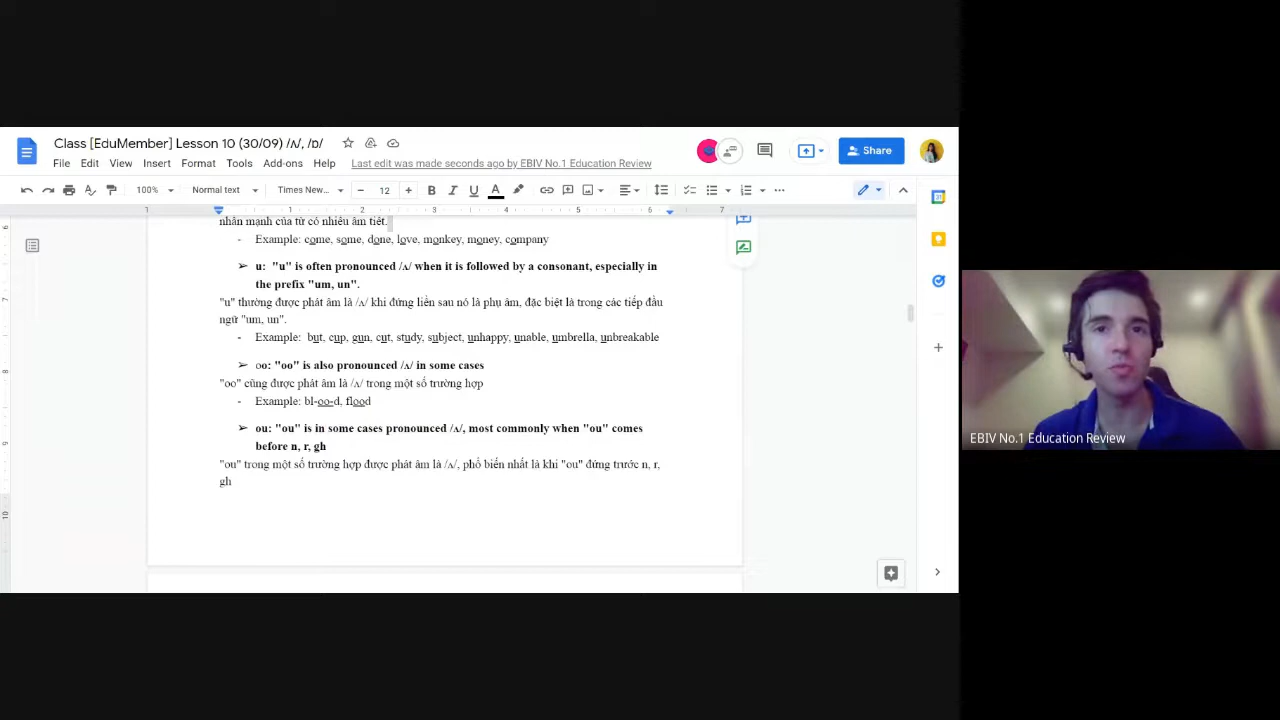 Class [EduMember] Lesson 10 (30/09) /ʌ/, /ɒ/
File Edit View Insert Format Tools Add-ons Help Last edit was made seconds ago by EBIV No.1 Education Review
Share
100% Normal text Times New... 12
1 1 2 3 4 5 6 7
nhấn mạnh của từ có nhiều âm tiết.
- Example: come, some, done, love, monkey, money, company
➢ u: "u" is often pronounced /ʌ/ when it is followed by a consonant, especially in
the prefix "um, un".
"u" thường được phát âm là /ʌ/ khi đứng liền sau nó là phụ âm, đặc biệt là trong các tiếp đầu
ngữ "um, un".
- Example: but, cup, gun, cut, study, subject, unhappy, unable, umbrella, unbreakable
➢ oo: "oo" is also pronounced /ʌ/ in some cases
"oo" cũng được phát âm là /ʌ/ trong một số trường hợp
- Example: bl-oo-d, flood
➢ ou: "ou" is in some cases pronounced /ʌ/, most commonly when "ou" comes
before n, r, gh
"ou" trong một số trường hợp được phát âm là /ʌ/, phổ biến nhất là khi "ou" đứng trước n, r,
gh
EBIV No.1 Education Review